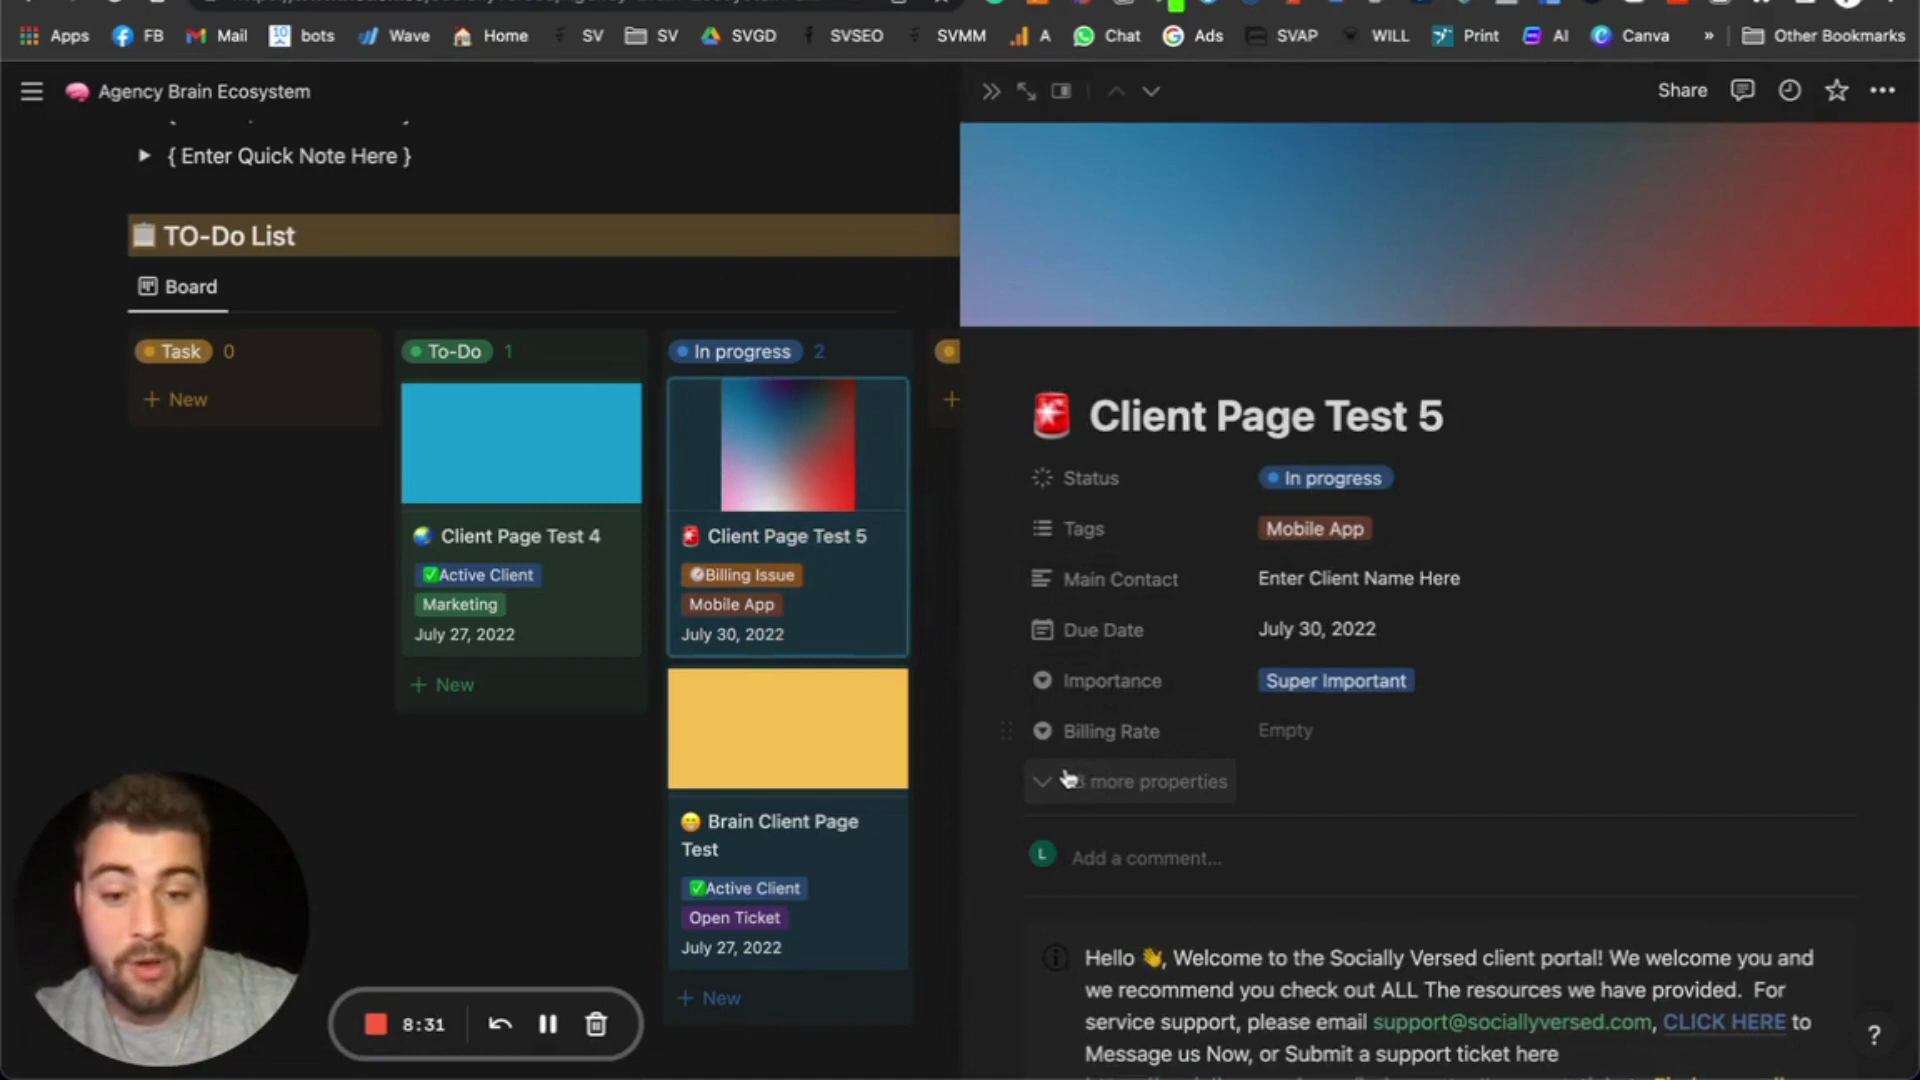 Apps FB Mail bots Wave Home SV SV SVGD SVSEO SVMM A Chat Ads SVAP WILL Print AI Canva » Other Bookmarks
Agency Brain Ecosystem
Share
{ Enter Quick Note Here }
TO-Do List
Board
Task 0
+ New
To-Do 1
Client Page Test 4
Active Client
Marketing
July 27, 2022
+ New
In progress 2
Client Page Test 5
Billing Issue
Mobile App
July 30, 2022
Brain Client Page
Test
Active Client
Open Ticket
July 27, 2022
+ New
Client Page Test 5
Status In progress
Tags Mobile App
Main Contact Enter Client Name Here
Due Date July 30, 2022
Importance Super Important
Billing Rate Empty
more properties
L Add a comment...
Hello 👋, Welcome to the Socially Versed client portal! We welcome you and
we recommend you check out ALL The resources we have provided. For
service support, please email support@sociallyversed.com, CLICK HERE to
Message us Now, or Submit a support ticket here
8:31
?